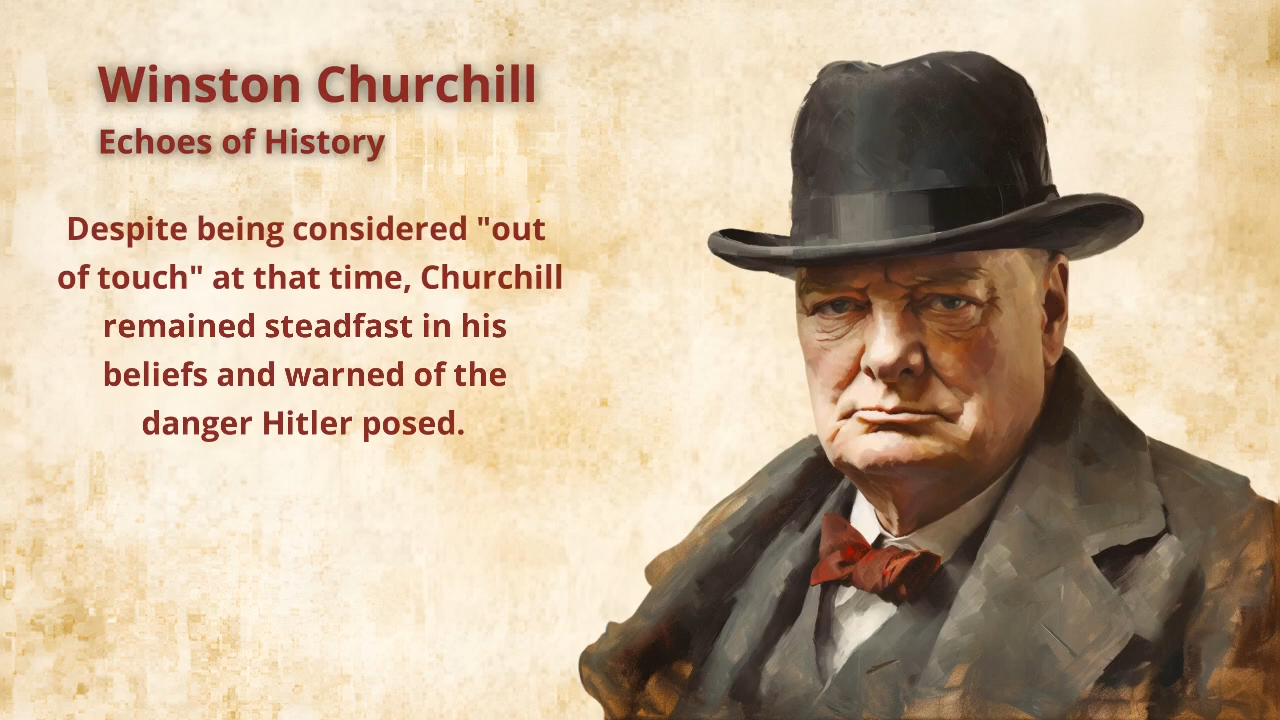 Winston Churchill
Echoes of History
Despite being considered "out
of touch" at that time, Churchill
remained steadfast in his
beliefs and warned of the
danger Hitler posed.